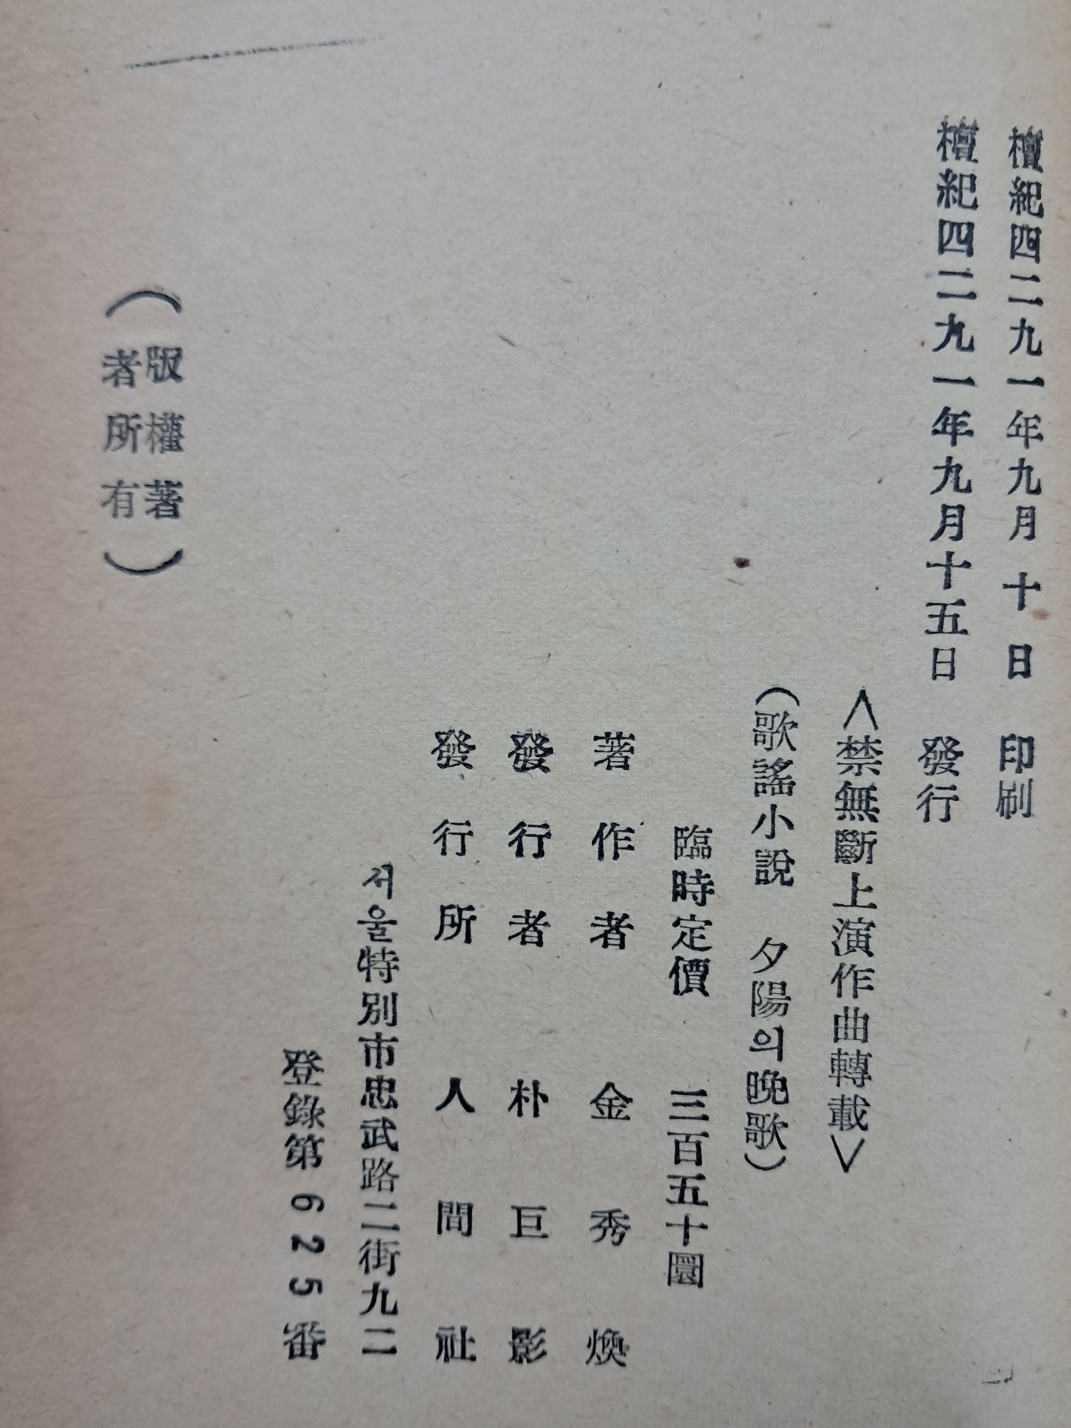 檀紀四二九一年九月 十 日 印刷
檀紀四二九一年九月十五日 發行
<禁無斷上演作曲轉載>
(歌謠小說 夕陽의晩歌)
臨時定價 三百五十圜
著作者 金秀煥
發行者 朴巨影
發行所 人間社
서울特別市忠武路二街九二
登錄第625番
(版權著
者所有)